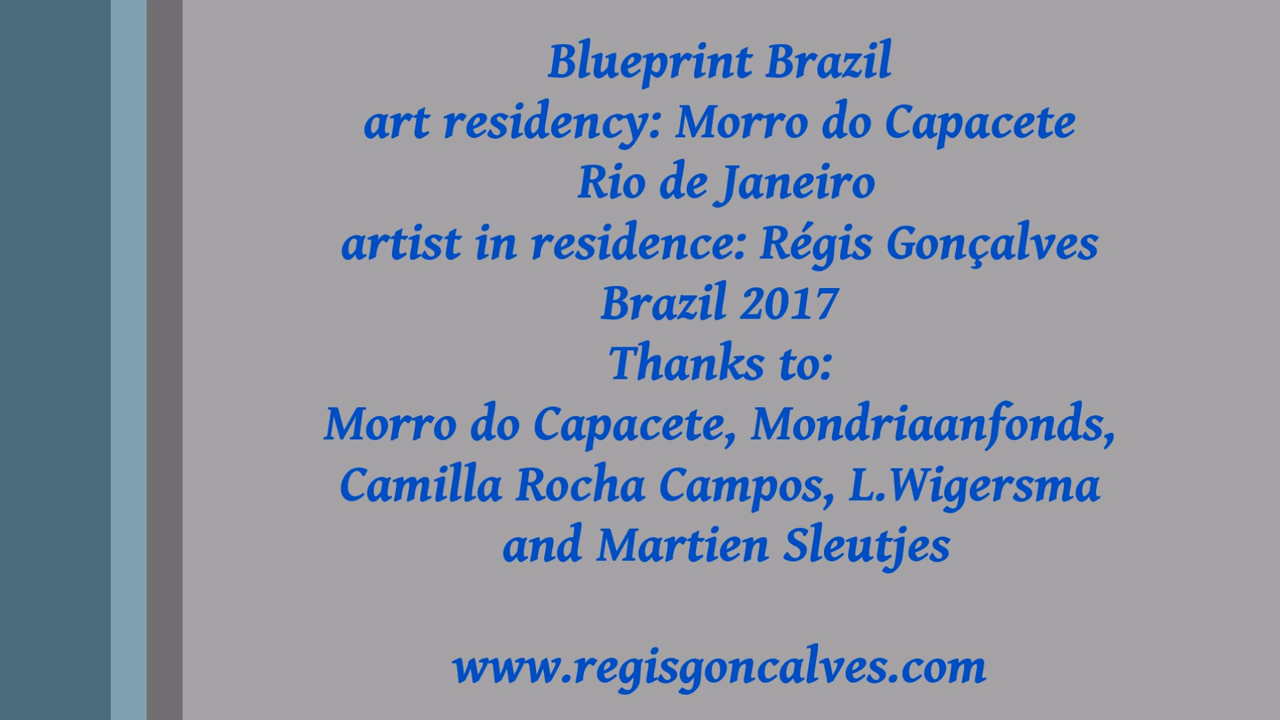 Blueprint Brazil
art residency: Morro do Capacete
Rio de Janeiro
artist in residence: Régis Gonçalves
Brazil 2017
Thanks to:
Morro do Capacete, Mondriaanfonds,
Camilla Rocha Campos, L.Wigersma
and Martien Sleutjes
www.regisgoncalves.com